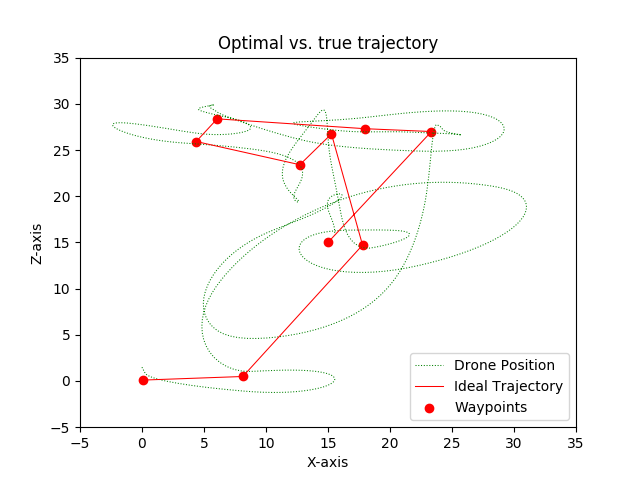 Optimal vs. true trajectory
35
30
25
20
15
10
5
0
−5
Z-axis
−5 0 5 10 15 20 25 30 35
X-axis
Drone Position
Ideal Trajectory
Waypoints